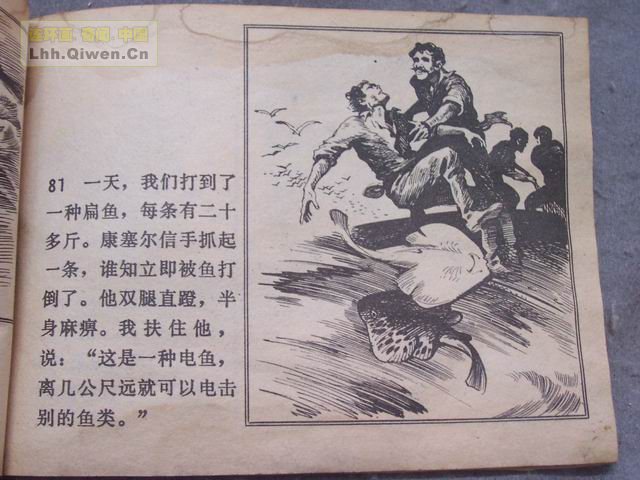 连环画.奇闻.中国
Lhh.Qiwen.Cn
81 一天，我们打到了
一种扁鱼，每条有二十
多斤。康塞尔信手抓起
一条，谁知立即被鱼打
倒了。他双腿直蹬，半
身麻痹。我扶住他，
说：“这是一种电鱼，
离几公尺远就可以电击
别的鱼类。”